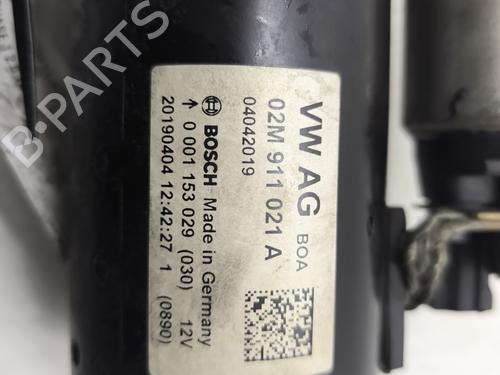 VW AG BOA
02M 911 021 A
04042019
BOSCH Made in Germany
↑ 0 001 153 029 (030) 12V
20190404 12:42:27 1 (0890)
B-PARTS